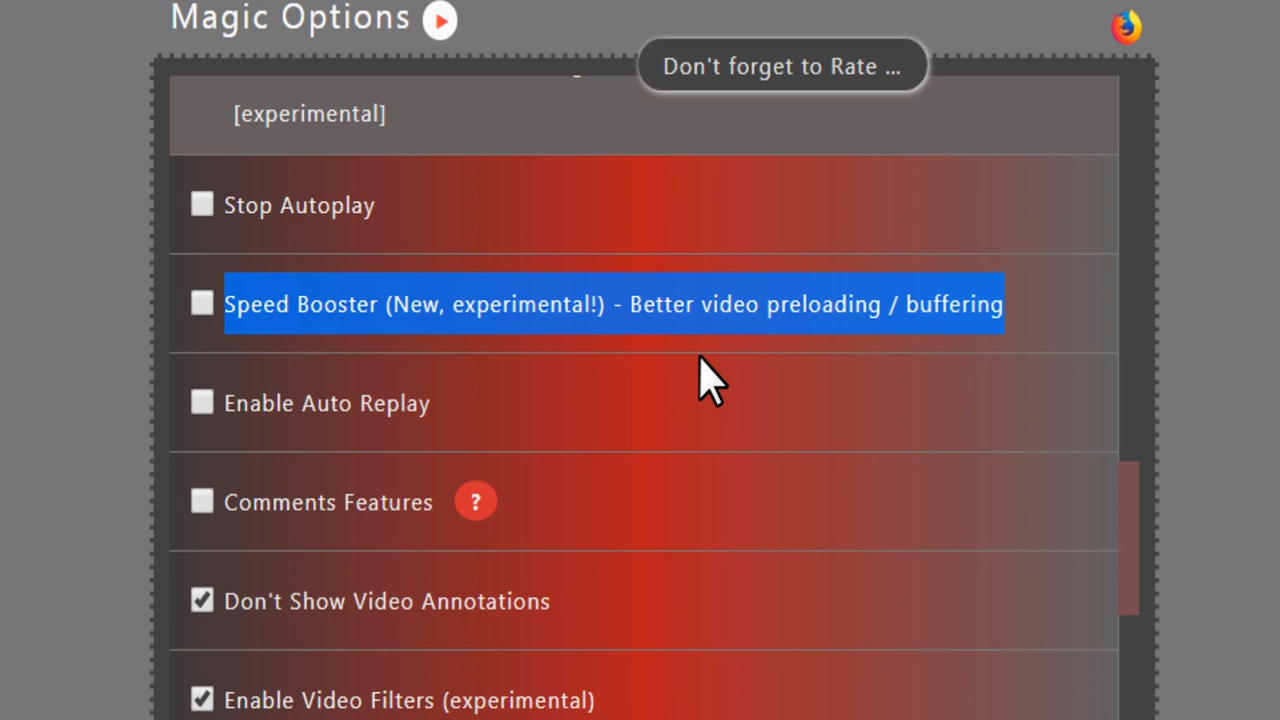 Magic Options
Don't forget to Rate ...
[experimental]
Stop Autoplay
Speed Booster (New, experimental!) - Better video preloading / buffering
Enable Auto Replay
Comments Features ?
Don't Show Video Annotations
Enable Video Filters (experimental)